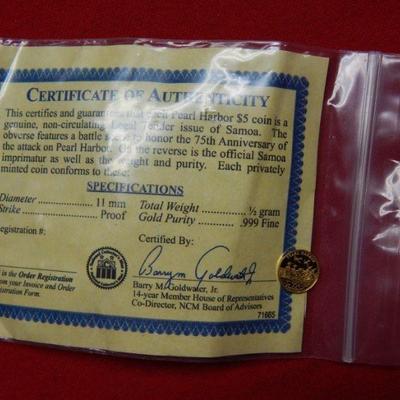 CERTIFICATE OF AUTHENTICITY
This certifies and guarantees that each Pearl Harbor $5 coin is a
genuine, non-circulating Legal Tender issue of Samoa. The
obverse features a battle scene to honor the 75th Anniversary of
the attack on Pearl Harbor. On the reverse is the official Samoa
imprimatur as well as the weight and purity. Each privately
minted coin conforms to these:
SPECIFICATIONS
Diameter 11 mm Total Weight ½ gram
Strike Proof Gold Purity .999 Fine
Registration #:
Certified By:
Barry M Goldwater Jr
Barry M. Goldwater, Jr.
14-year Member House of Representatives
Co-Director, NCM Board of Advisors
71665
in the Order Registration
from your Invoice and Order
Registration Form.